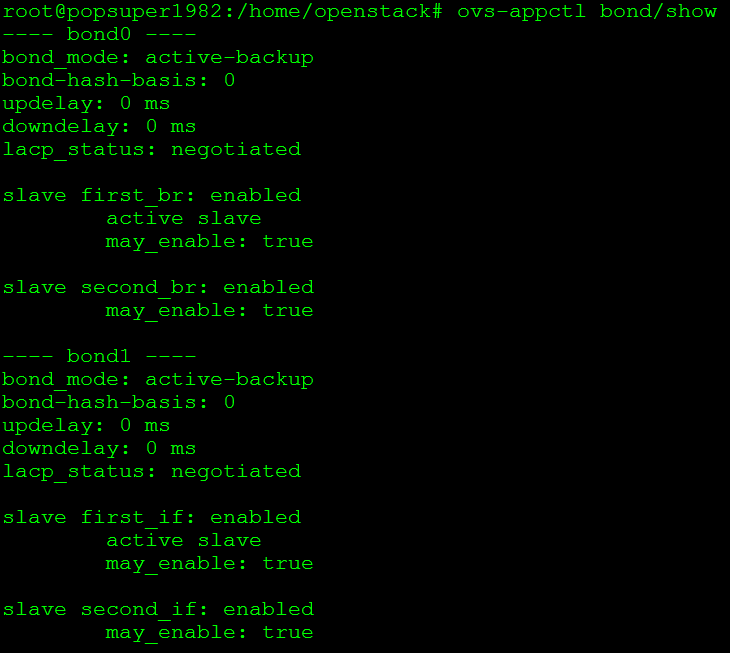 root@popsuper1982:/home/openstack# ovs-appctl bond/show
---- bond0 ----
bond_mode: active-backup
bond-hash-basis: 0
updelay: 0 ms
downdelay: 0 ms
lacp_status: negotiated

slave first_br: enabled
        active slave
        may_enable: true

slave second_br: enabled
        may_enable: true

---- bond1 ----
bond_mode: active-backup
bond-hash-basis: 0
updelay: 0 ms
downdelay: 0 ms
lacp_status: negotiated

slave first_if: enabled
        active slave
        may_enable: true

slave second_if: enabled
        may_enable: true